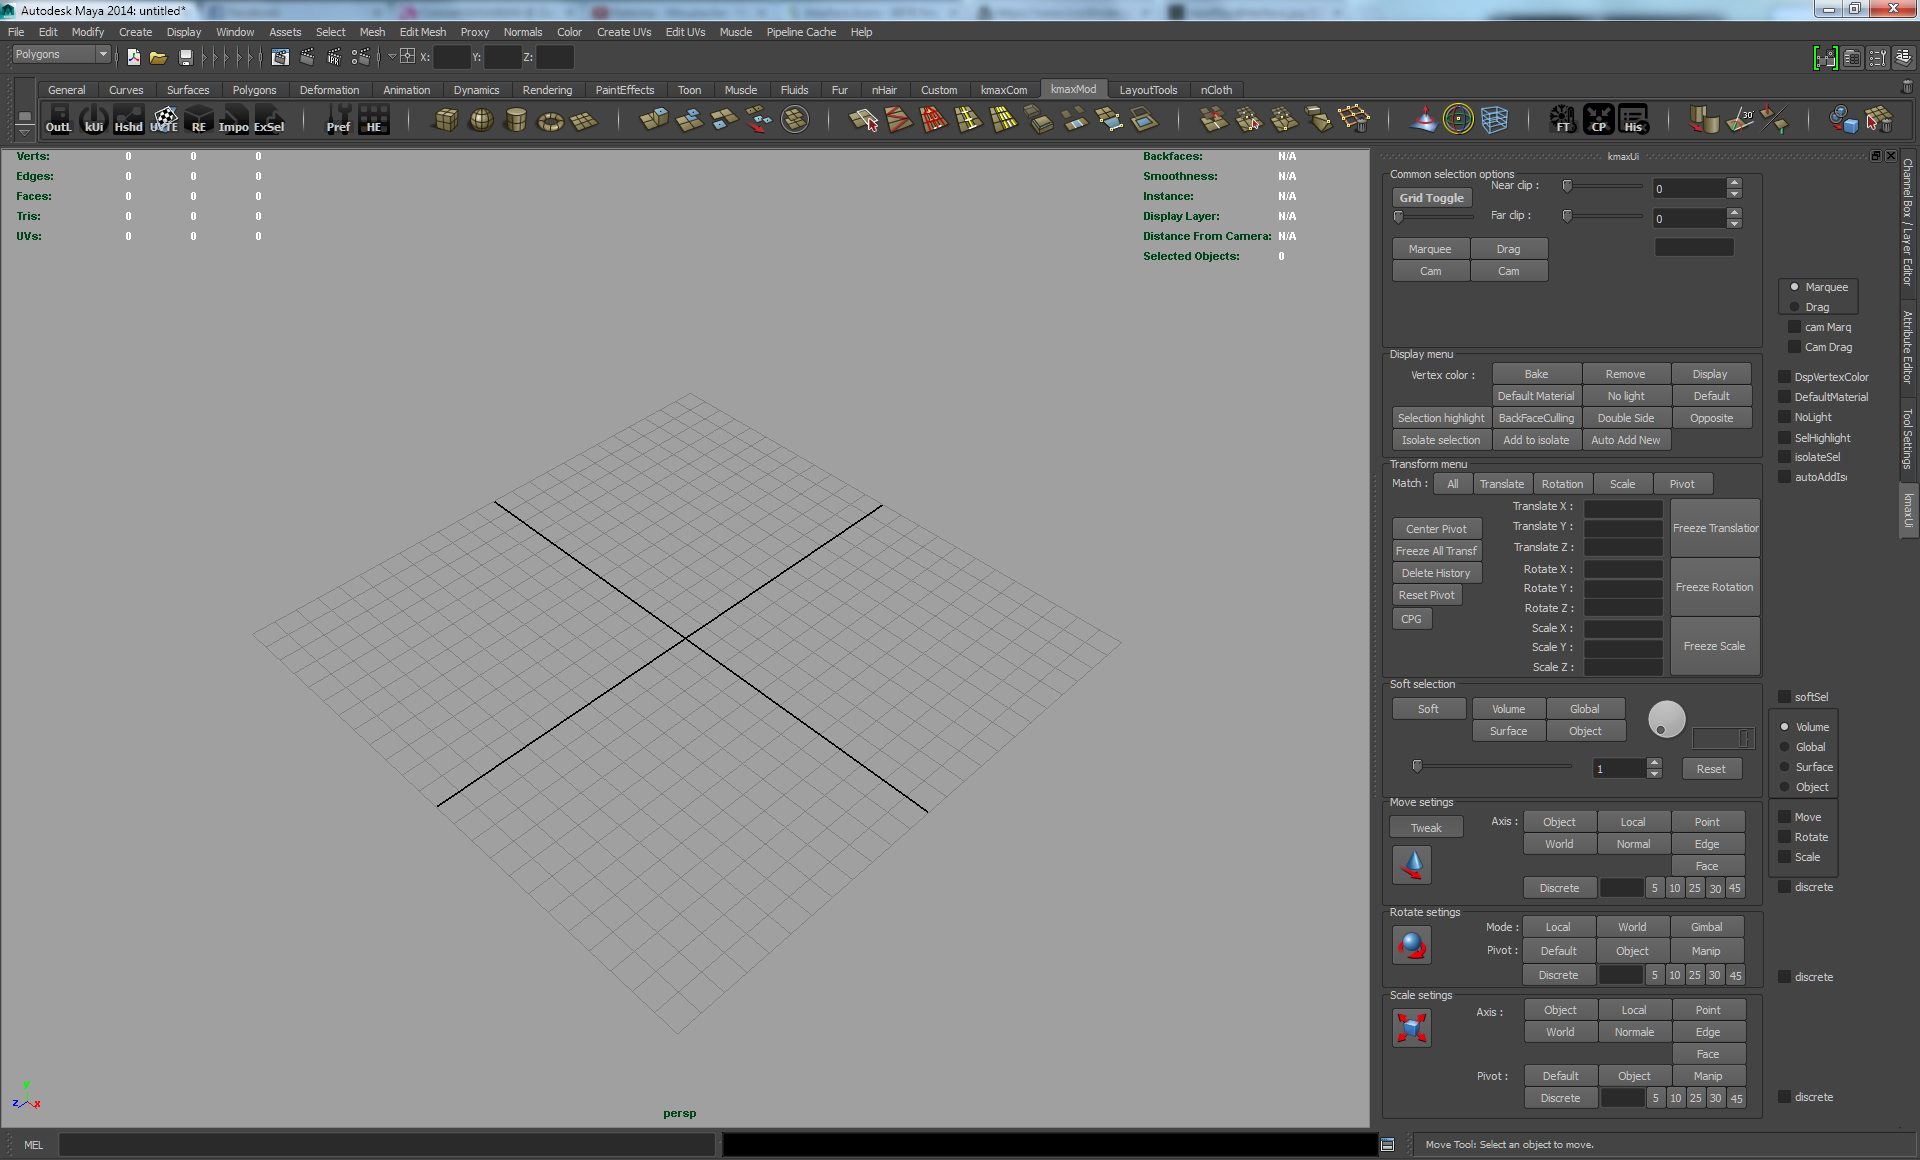 Autodesk Maya 2014: untitled*
File Edit Modify Create Display Window Assets Select Mesh Edit Mesh Proxy Normals Color Create UVs Edit UVs Muscle Pipeline Cache Help
Polygons X: Y: Z:
General Curves Surfaces Polygons Deformation Animation Dynamics Rendering PaintEffects Toon Muscle Fluids Fur nHair Custom kmaxCom kmaxMod LayoutTools nCloth
OutL kUi Hshd UVTE RE Impo ExSel Pref HE FT CP His 30°
Verts: 0 0 0
Edges: 0 0 0
Faces: 0 0 0
Tris: 0 0 0
UVs: 0 0 0
Backfaces: N/A
Smoothness: N/A
Instance: N/A
Display Layer: N/A
Distance From Camera: N/A
Selected Objects: 0
persp
y
z x
kmaxUi
Common selection options
Grid Toggle Near clip : 0
Far clip : 0
Marquee Drag
Cam Cam
Display menu
Vertex color : Bake Remove Display
Default Material No light Default
Selection highlight BackFaceCulling Double Side Opposite
Isolate selection Add to isolate Auto Add New
Transform menu
Match : All Translate Rotation Scale Pivot
Translate X :
Center Pivot Translate Y : Freeze Translation
Freeze All Transf Translate Z :
Delete History Rotate X :
Reset Pivot Rotate Y : Freeze Rotation
CPG Rotate Z :
Scale X :
Scale Y : Freeze Scale
Scale Z :
Soft selection
Soft Volume Global
Surface Object
1 Reset
Move setings
Tweak Axis : Object Local Point
World Normal Edge
Face
Discrete 5 10 25 30 45
Rotate setings
Mode : Local World Gimbal
Pivot : Default Object Manip
Discrete 5 10 25 30 45
Scale setings
Axis : Object Local Point
World Normale Edge
Face
Pivot : Default Object Manip
Discrete 5 10 25 30 45
Marquee
Drag
cam Marq
Cam Drag
DspVertexColor
DefaultMaterial
NoLight
SelHighlight
isolateSel
autoAddIs
softSel
Volume
Global
Surface
Object
Move
Rotate
Scale
discrete
discrete
discrete
Channel Box / Layer Editor
Attribute Editor
Tool Settings
kmaxUi
MEL
Move Tool: Select an object to move.